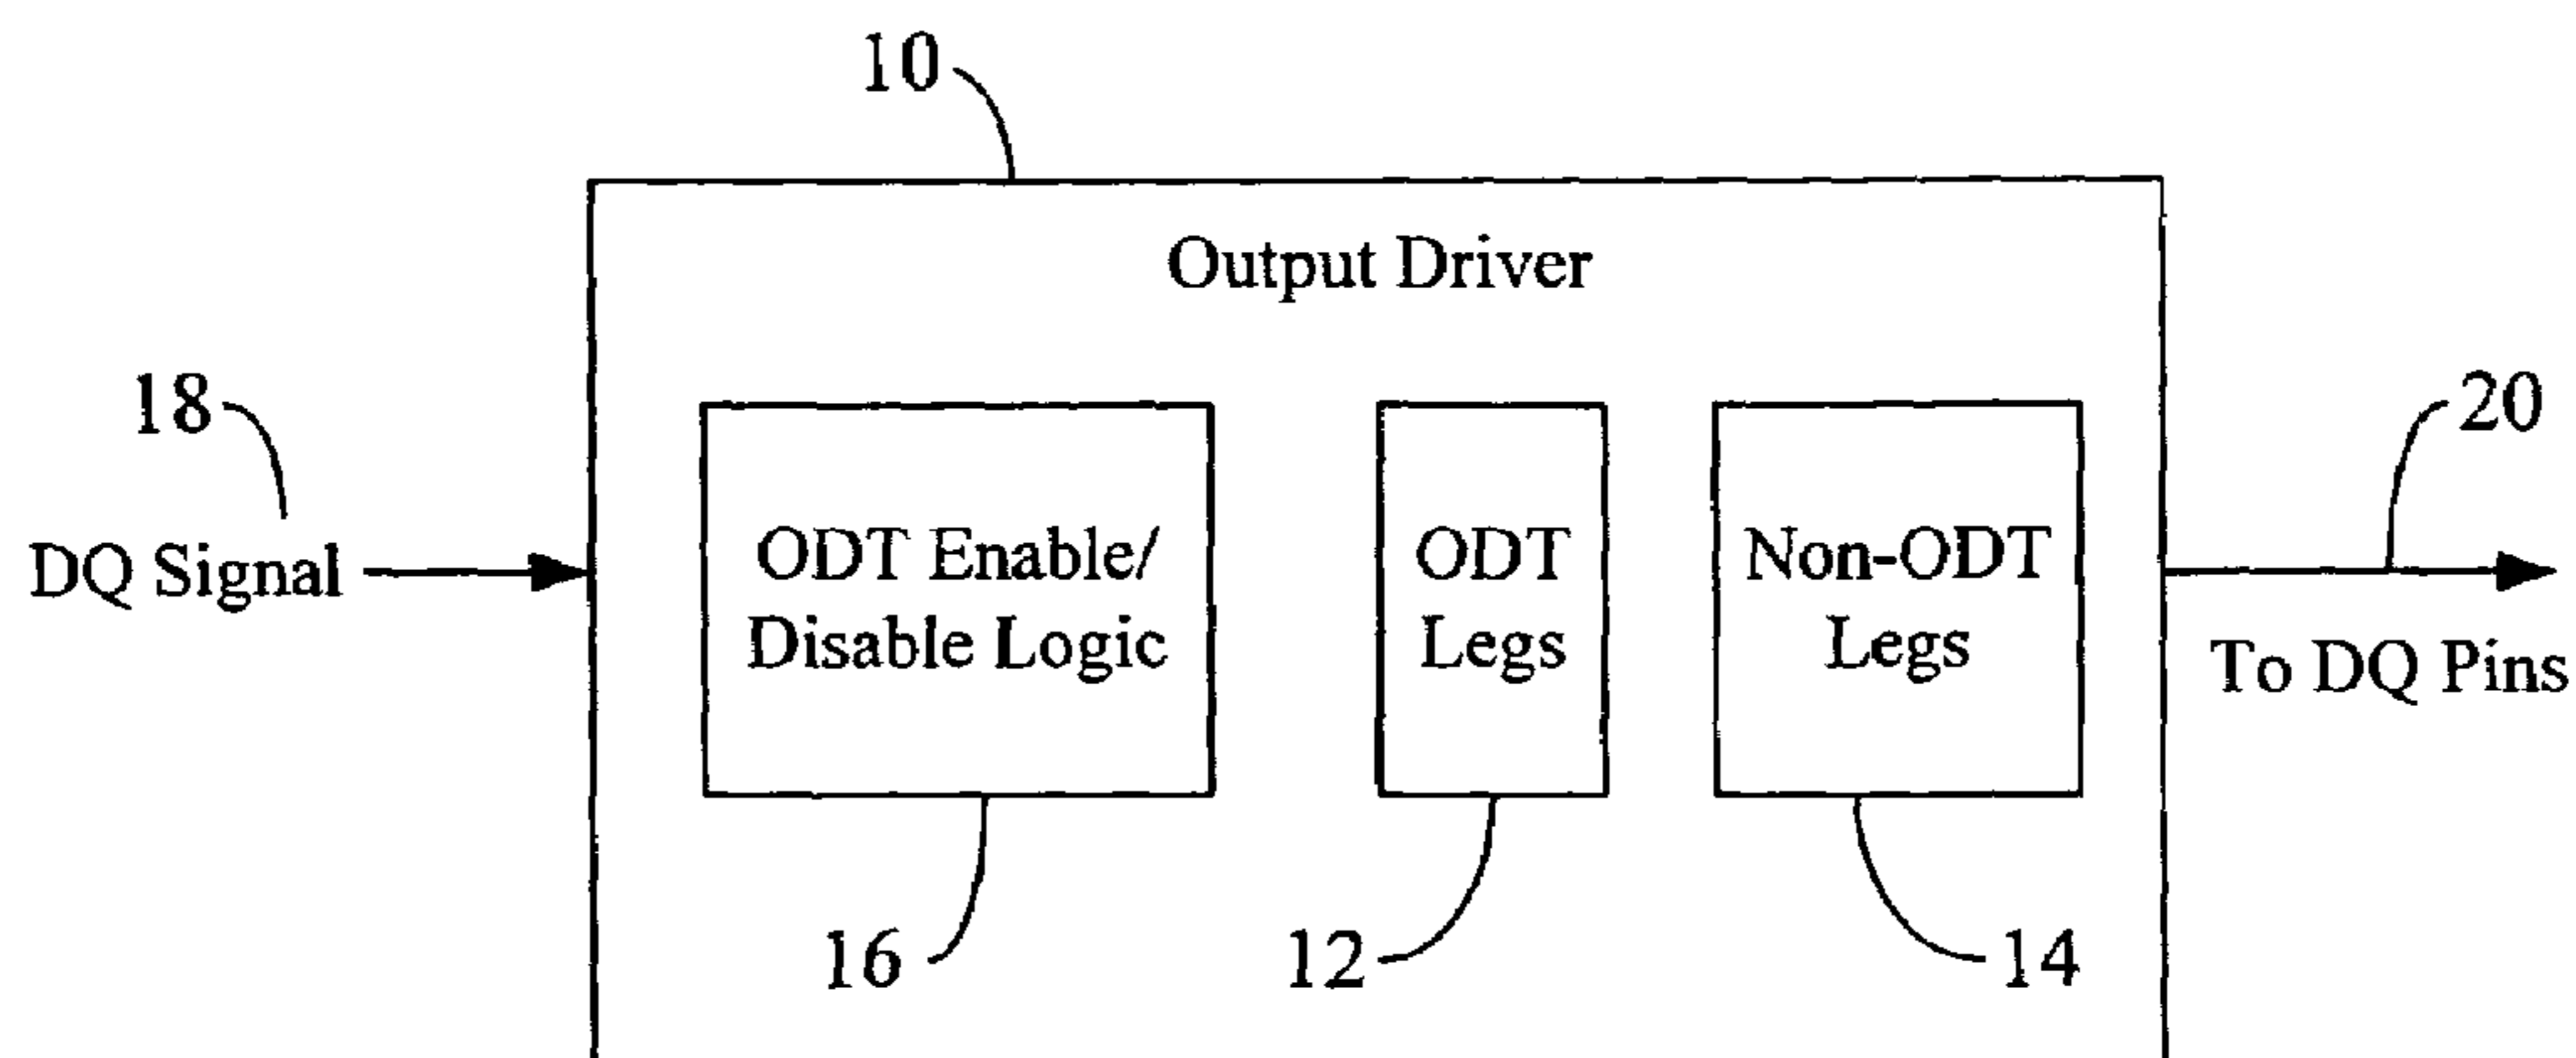 10
Output Driver
18
20
DQ Signal
ODT Enable/
Disable Logic
ODT
Legs
Non-ODT
Legs
To DQ Pins
16
12
14